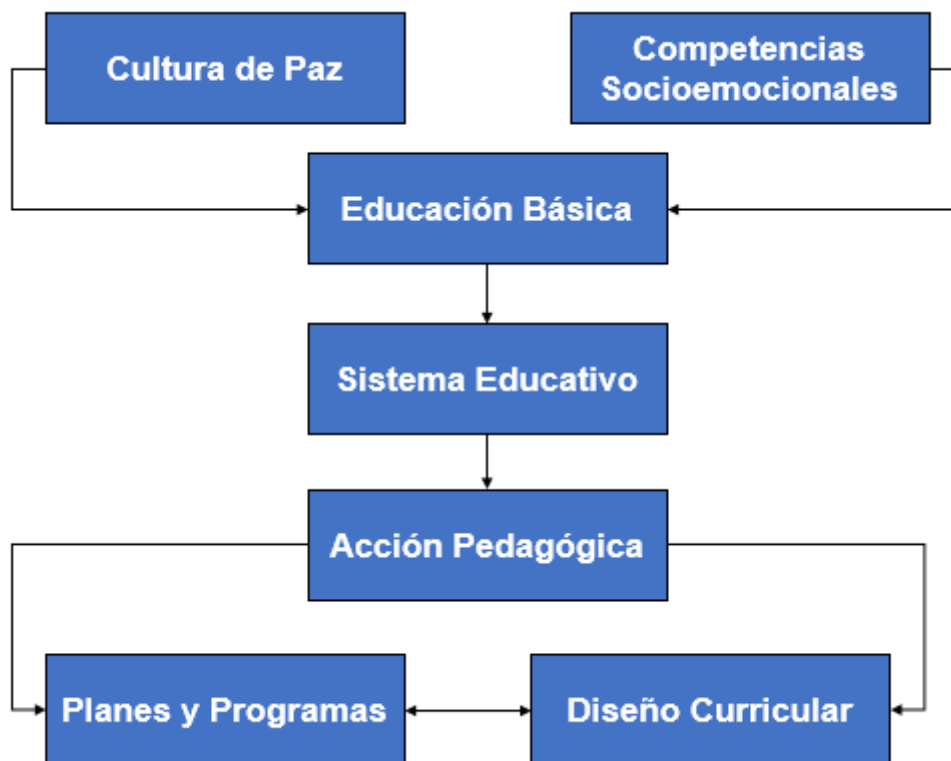 Cultura de Paz
Competencias
Socioemocionales
Educación Básica
Sistema Educativo
Acción Pedagógica
Planes y Programas
Diseño Curricular